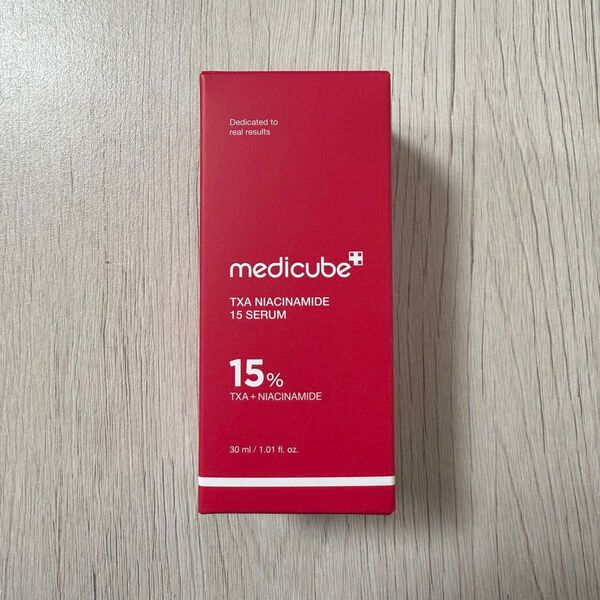 Dedicated to
real results
medicube
TXA NIACINAMIDE
15 SERUM
15%
TXA + NIACINAMIDE
30 ml / 1.01 fl. oz.